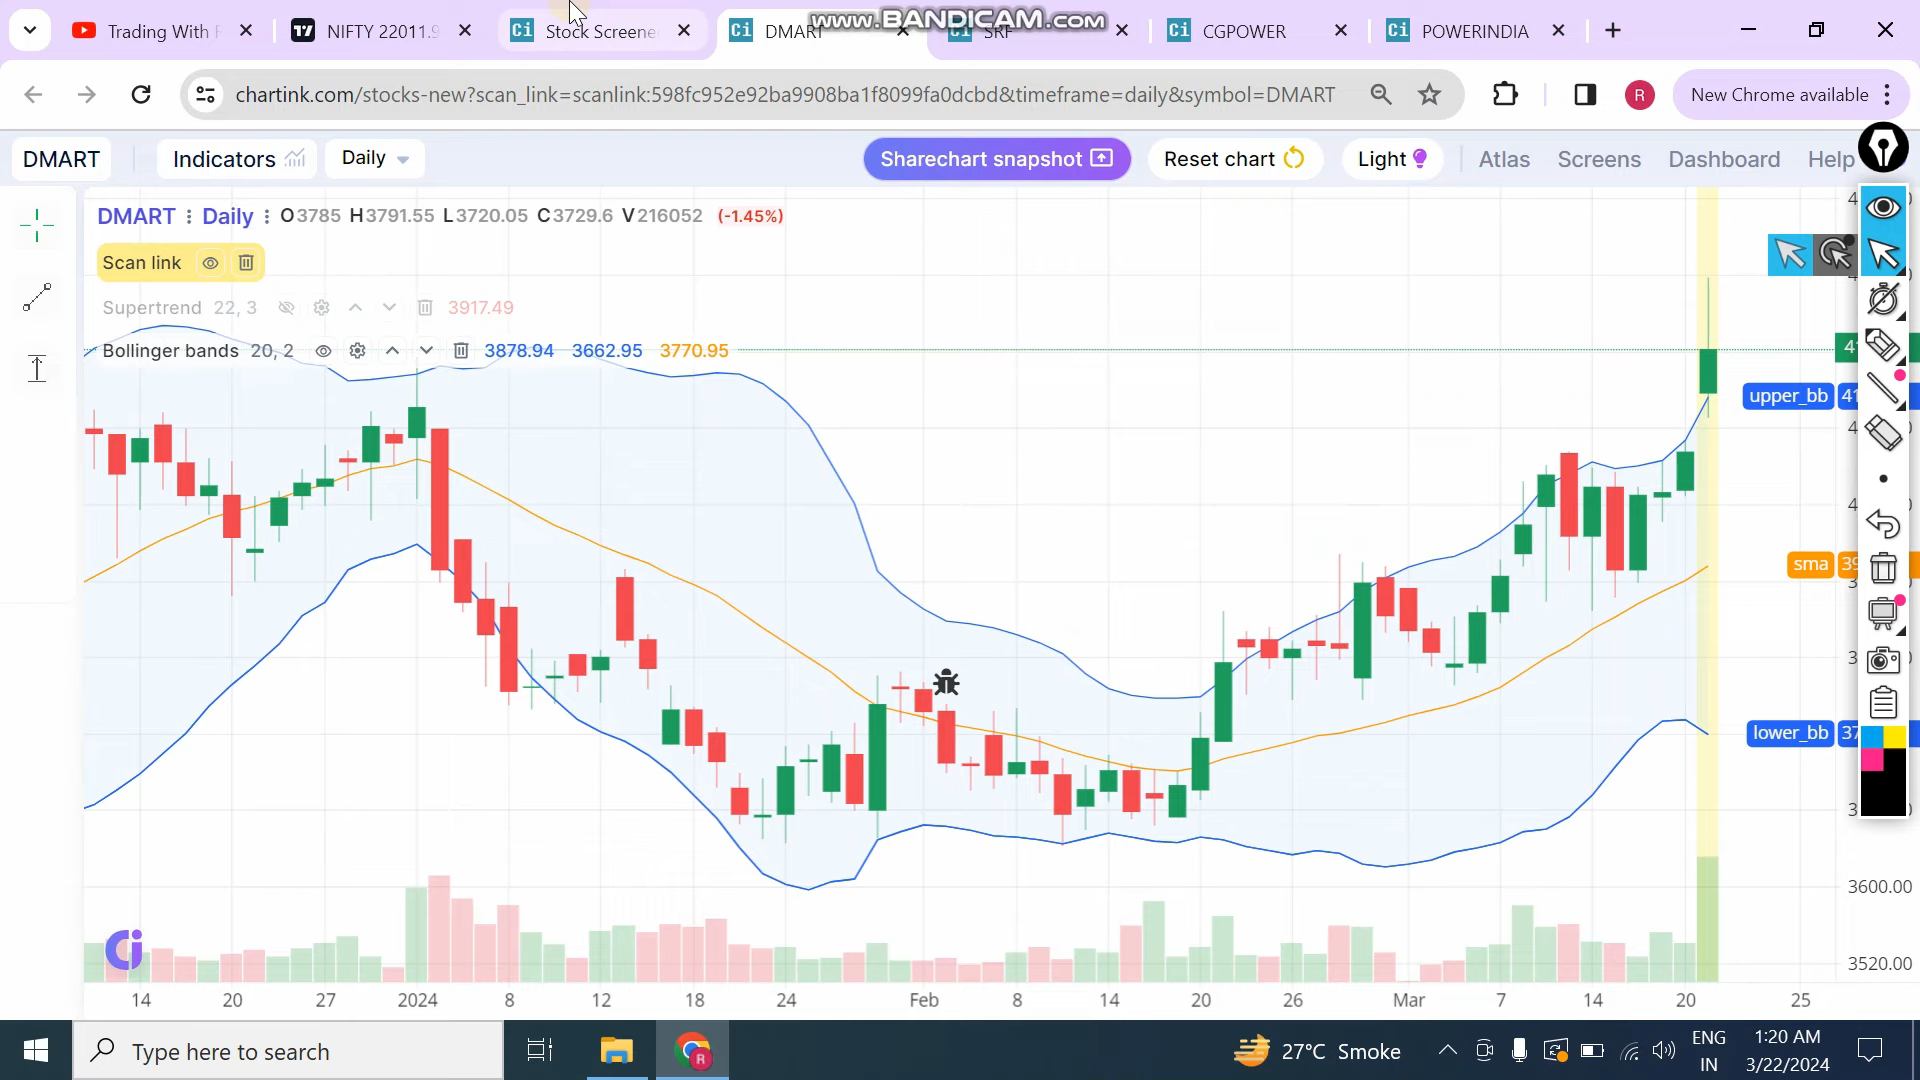 Trading With
NIFTY 22011.9
Stock Screene
DMART
SRF
CGPOWER
POWERINDIA
www.BANDICAM.com
chartink.com/stocks-new?scan_link=scanlink:598fc952e92ba9908ba1f8099fa0dcbd&timeframe=daily&symbol=DMART
R
New Chrome available
DMART
Indicators
Daily
Sharechart snapshot
Reset chart
Light
Atlas
Screens
Dashboard
Help
DMART : Daily : O3785 H3791.55 L3720.05 C3729.6 V216052 (-1.45%)
Scan link
Supertrend 22, 3 3917.49
Bollinger bands 20, 2 3878.94 3662.95 3770.95
upper_bb
sma
lower_bb
3600.00
3520.00
14 20 27 2024 8 12 18 24 Feb 8 14 20 26 Mar 7 14 20 25
Type here to search
27°C Smoke
ENG
IN
1:20 AM
3/22/2024